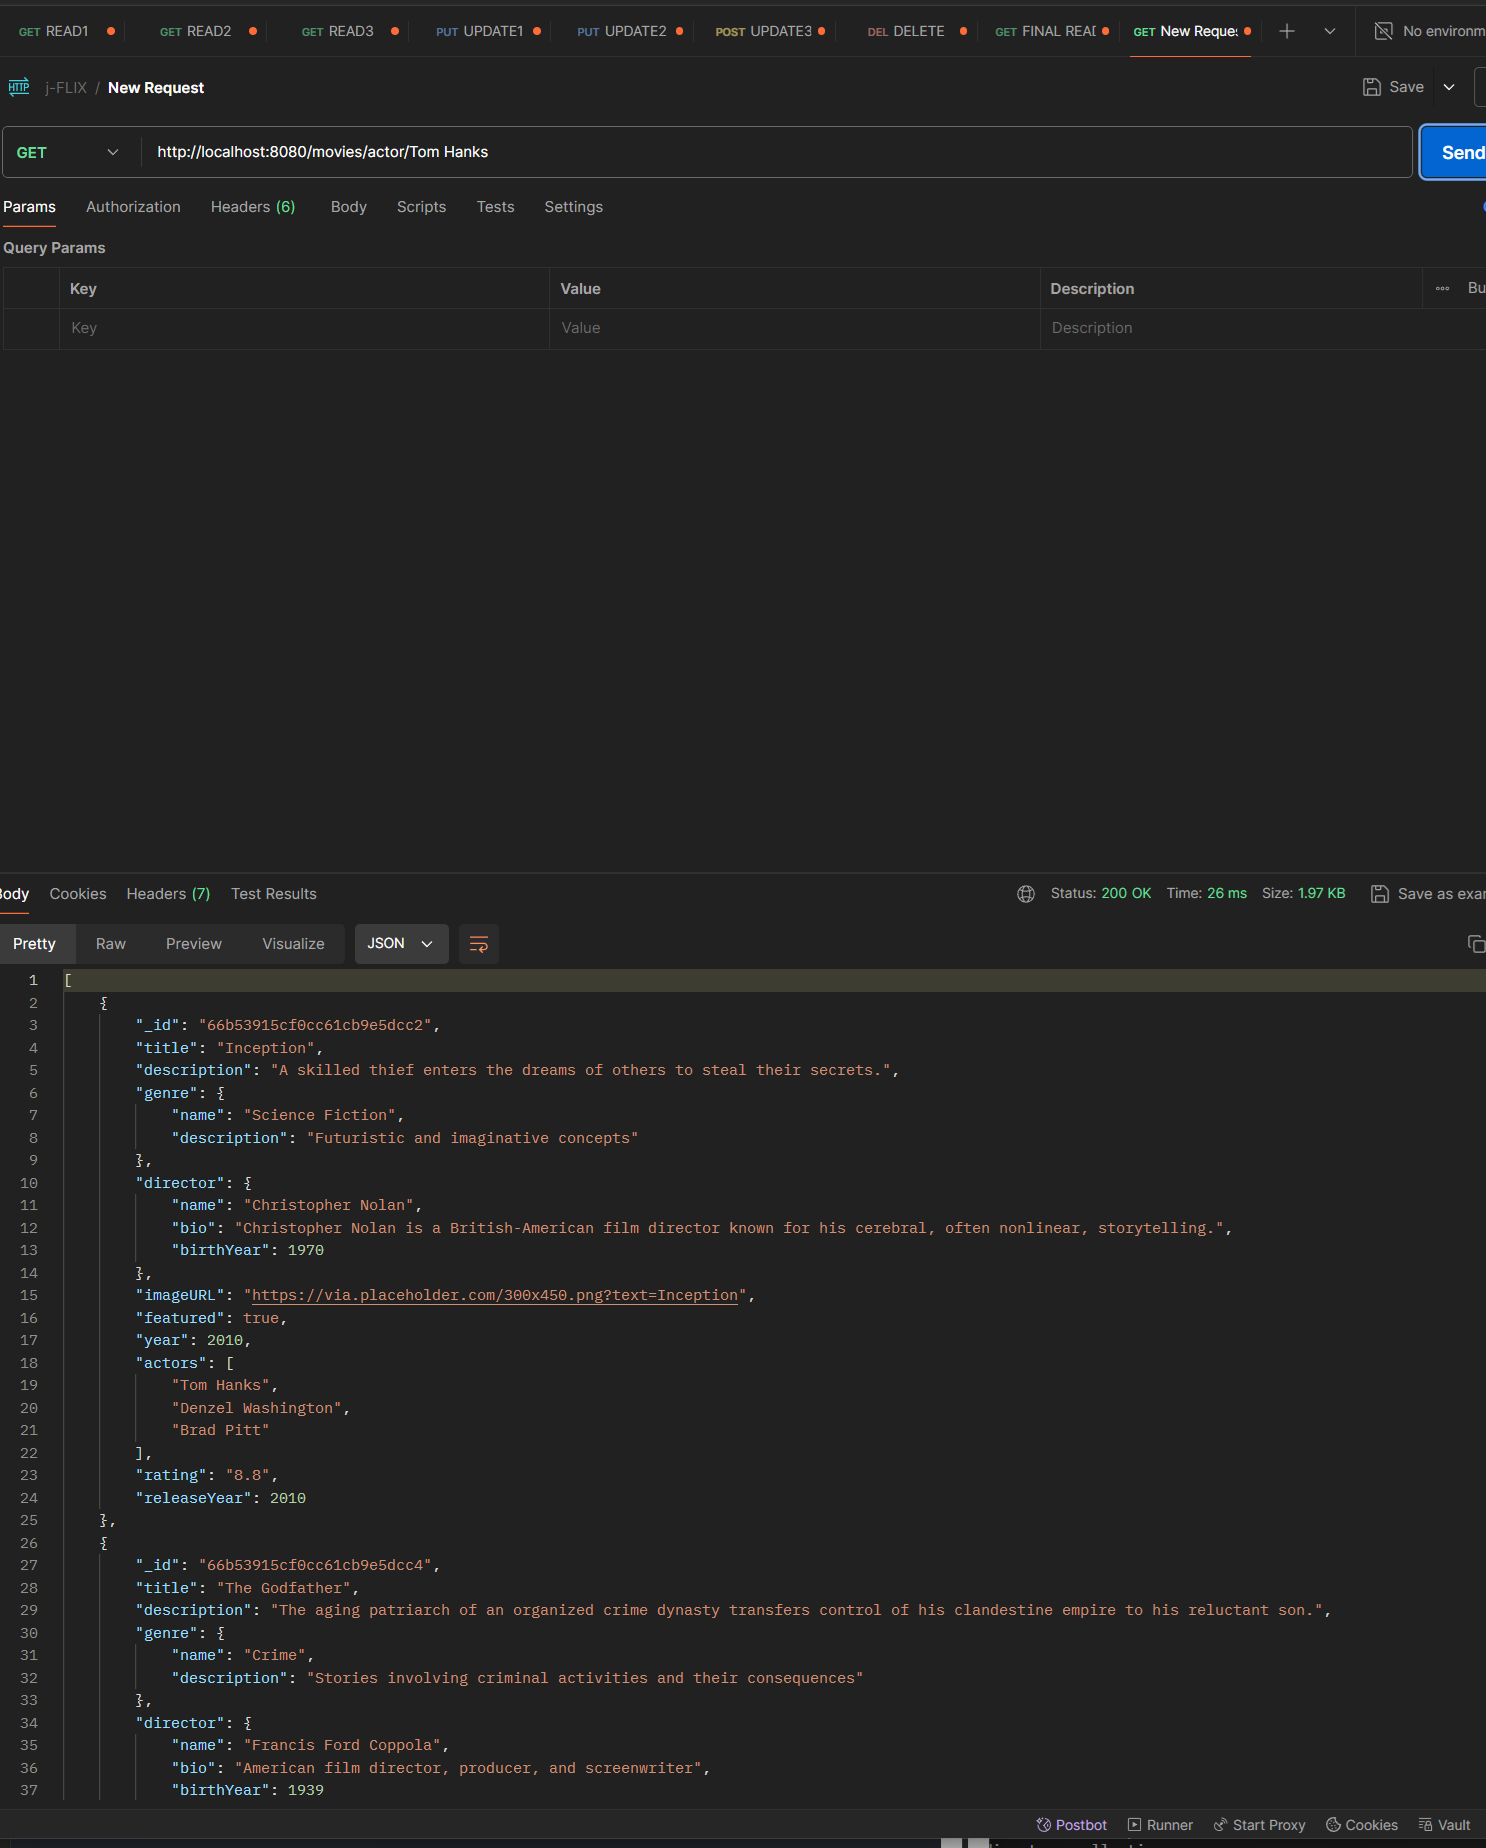 GET READ1 GET READ2 GET READ3 PUT UPDATE1 PUT UPDATE2 POST UPDATE3 DEL DELETE GET FINAL READ GET New Reques No environm
HTTP j-FLIX / New Request Save
GET http://localhost:8080/movies/actor/Tom Hanks Send
Params Authorization Headers (6) Body Scripts Tests Settings
Query Params
Key Value Description Bu
Key Value Description
Body Cookies Headers (7) Test Results Status: 200 OK Time: 26 ms Size: 1.97 KB Save as exam
Pretty Raw Preview Visualize JSON
1 [
2 {
3 "_id": "66b53915cf0cc61cb9e5dcc2",
4 "title": "Inception",
5 "description": "A skilled thief enters the dreams of others to steal their secrets.",
6 "genre": {
7 "name": "Science Fiction",
8 "description": "Futuristic and imaginative concepts"
9 },
10 "director": {
11 "name": "Christopher Nolan",
12 "bio": "Christopher Nolan is a British-American film director known for his cerebral, often nonlinear, storytelling.",
13 "birthYear": 1970
14 },
15 "imageURL": "https://via.placeholder.com/300x450.png?text=Inception",
16 "featured": true,
17 "year": 2010,
18 "actors": [
19 "Tom Hanks",
20 "Denzel Washington",
21 "Brad Pitt"
22 ],
23 "rating": "8.8",
24 "releaseYear": 2010
25 },
26 {
27 "_id": "66b53915cf0cc61cb9e5dcc4",
28 "title": "The Godfather",
29 "description": "The aging patriarch of an organized crime dynasty transfers control of his clandestine empire to his reluctant son.",
30 "genre": {
31 "name": "Crime",
32 "description": "Stories involving criminal activities and their consequences"
33 },
34 "director": {
35 "name": "Francis Ford Coppola",
36 "bio": "American film director, producer, and screenwriter",
37 "birthYear": 1939
Postbot Runner Start Proxy Cookies Vault